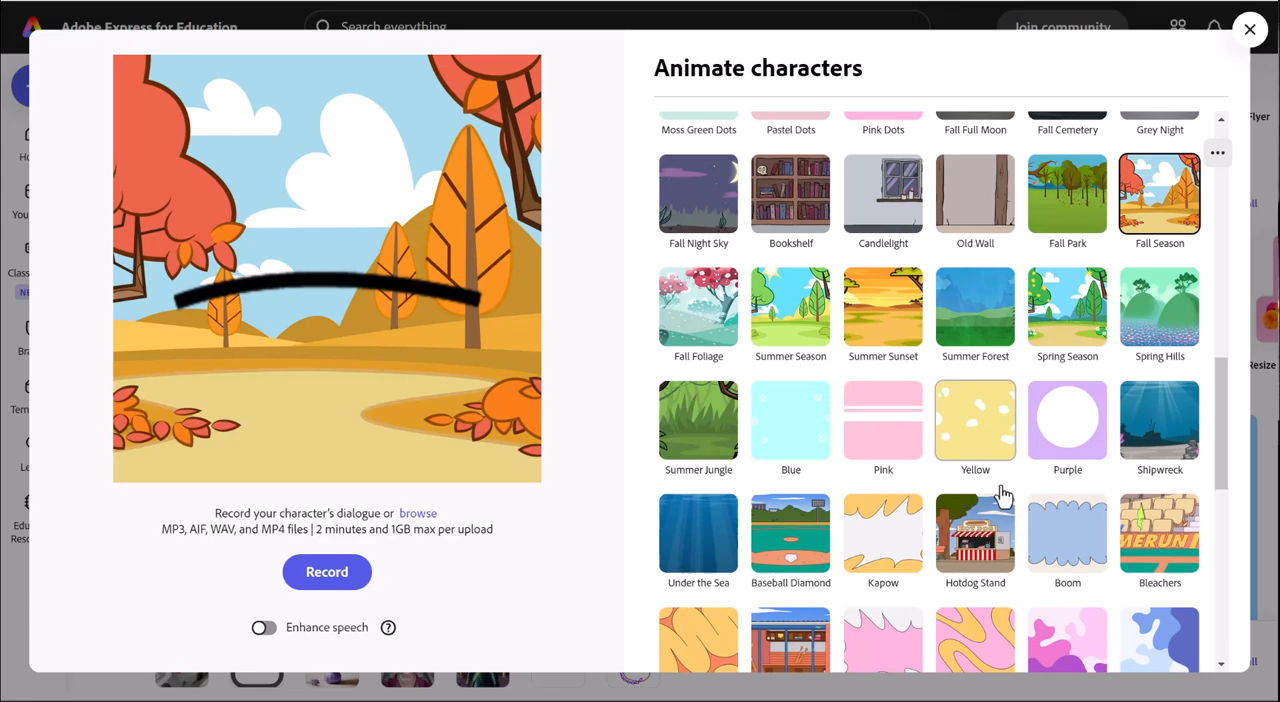 Adobe Express for Education
Search everything
Join community
Animate characters
Flyer
Moss Green Dots
Pastel Dots
Pink Dots
Fall Full Moon
Fall Cemetery
Grey Night
Fall Night Sky
Bookshelf
Candlelight
Old Wall
Fall Park
Fall Season
Fall Foliage
Summer Season
Summer Sunset
Summer Forest
Spring Season
Spring Hills
Resize
Summer Jungle
Blue
Pink
Yellow
Purple
Shipwreck
Under the Sea
Baseball Diamond
Kapow
Hotdog Stand
Boom
Bleachers
MERUN
Record your character's dialogue or browse
MP3, AIF, WAV, and MP4 files | 2 minutes and 1GB max per upload
Record
Enhance speech
?